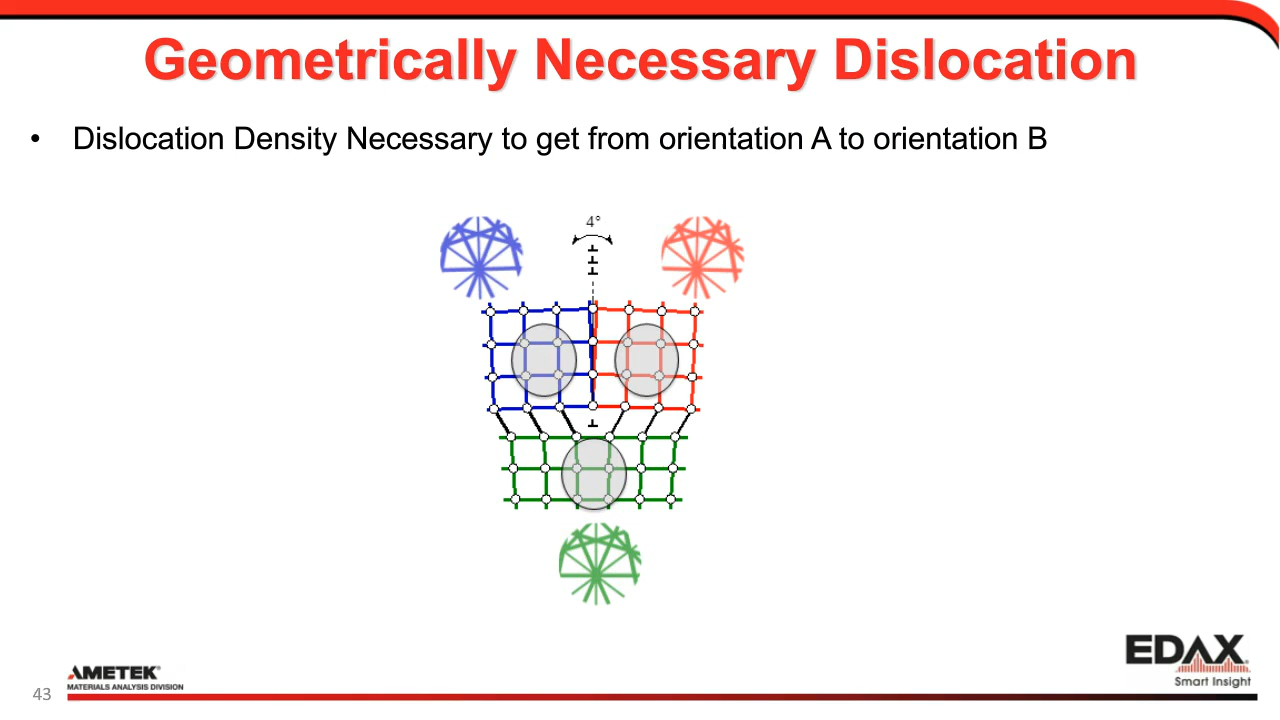 Geometrically Necessary Dislocation
• Dislocation Density Necessary to get from orientation A to orientation B
4°
EDAX
Smart Insight
AMETEK®
MATERIALS ANALYSIS DIVISION
43